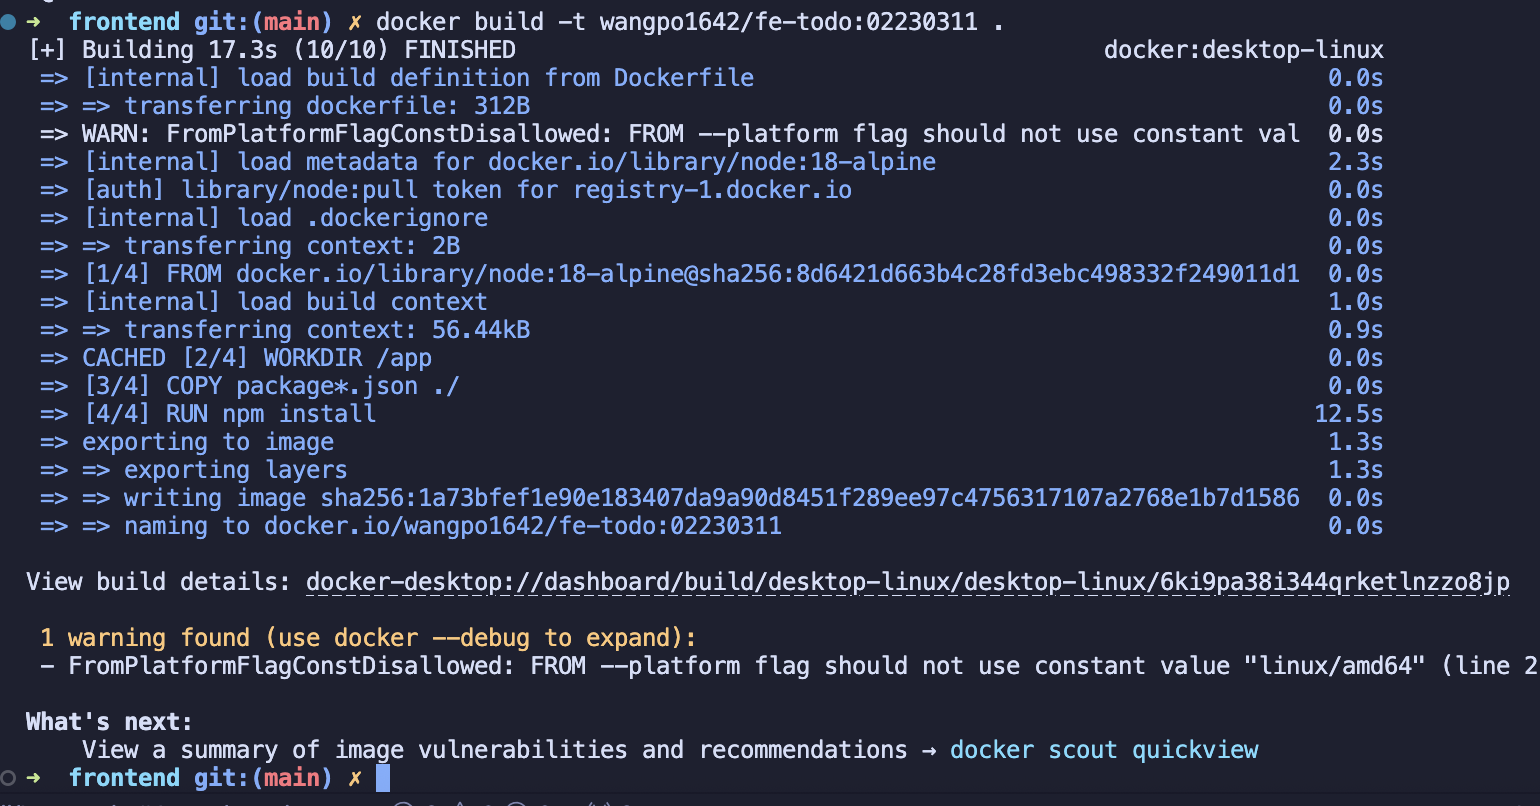 ➜ frontend git:(main) ✗ docker build -t wangpo1642/fe-todo:02230311 .
[+] Building 17.3s (10/10) FINISHED docker:desktop-linux
=> [internal] load build definition from Dockerfile 0.0s
=> => transferring dockerfile: 312B 0.0s
=> WARN: FromPlatformFlagConstDisallowed: FROM --platform flag should not use constant val 0.0s
=> [internal] load metadata for docker.io/library/node:18-alpine 2.3s
=> [auth] library/node:pull token for registry-1.docker.io 0.0s
=> [internal] load .dockerignore 0.0s
=> => transferring context: 2B 0.0s
=> [1/4] FROM docker.io/library/node:18-alpine@sha256:8d6421d663b4c28fd3ebc498332f249011d1 0.0s
=> [internal] load build context 1.0s
=> => transferring context: 56.44kB 0.9s
=> CACHED [2/4] WORKDIR /app 0.0s
=> [3/4] COPY package*.json ./ 0.0s
=> [4/4] RUN npm install 12.5s
=> exporting to image 1.3s
=> => exporting layers 1.3s
=> => writing image sha256:1a73bfef1e90e183407da9a90d8451f289ee97c4756317107a2768e1b7d1586 0.0s
=> => naming to docker.io/wangpo1642/fe-todo:02230311 0.0s
View build details: docker-desktop://dashboard/build/desktop-linux/desktop-linux/6ki9pa38i344qrketlnzzo8jp
1 warning found (use docker --debug to expand):
- FromPlatformFlagConstDisallowed: FROM --platform flag should not use constant value "linux/amd64" (line 2
What's next:
View a summary of image vulnerabilities and recommendations → docker scout quickview
➜ frontend git:(main) ✗